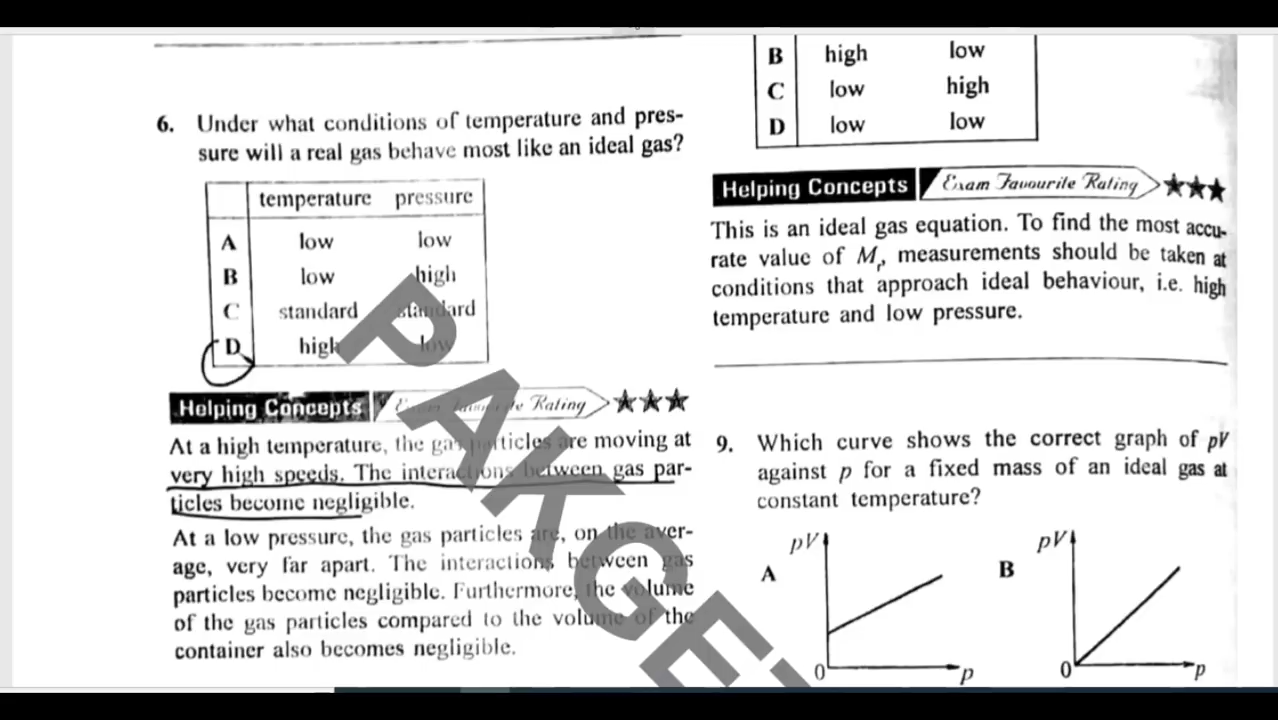 6. Under what conditions of temperature and pres-
sure will a real gas behave most like an ideal gas?
temperature pressure
A low low
B low high
C standard standard
D high low
Helping Concepts Exam Favourite Rating
At a high temperature, the gas particles are moving at
very high speeds. The interactions between gas par-
ticles become negligible.
At a low pressure, the gas particles are, on the aver-
age, very far apart. The interactions between gas
particles become negligible. Furthermore, the volume
of the gas particles compared to the volume of the
container also becomes negligible.
B high low
C low high
D low low
Helping Concepts Exam Favourite Rating
This is an ideal gas equation. To find the most accu-
rate value of Mr, measurements should be taken at
conditions that approach ideal behaviour, i.e. high
temperature and low pressure.
9. Which curve shows the correct graph of pV
against p for a fixed mass of an ideal gas at
constant temperature?
A pV 0 p
B pV 0 p
PAKGE